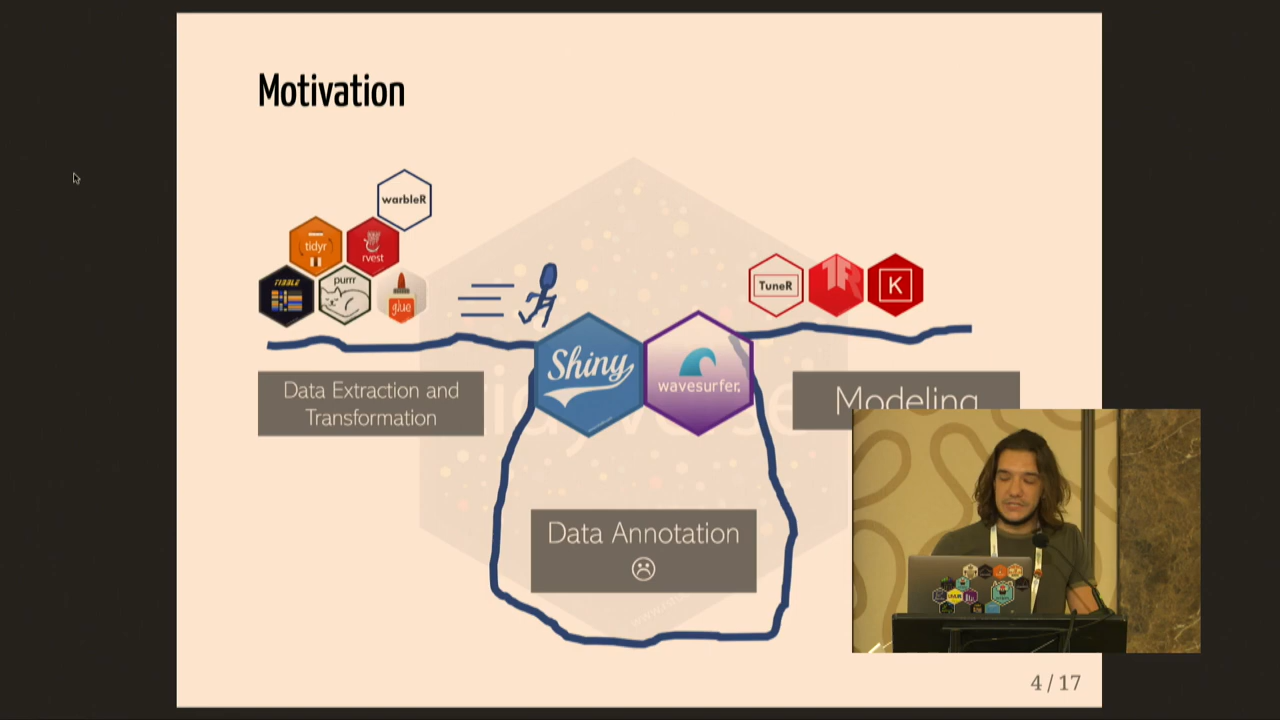 Motivation
warbleR
tidyr
rvest
TIBBLE
purrr
glue
TuneR
K
Shiny
wavesurfer.
Data Extraction and
Transformation
Modeling
Data Annotation
4 / 17